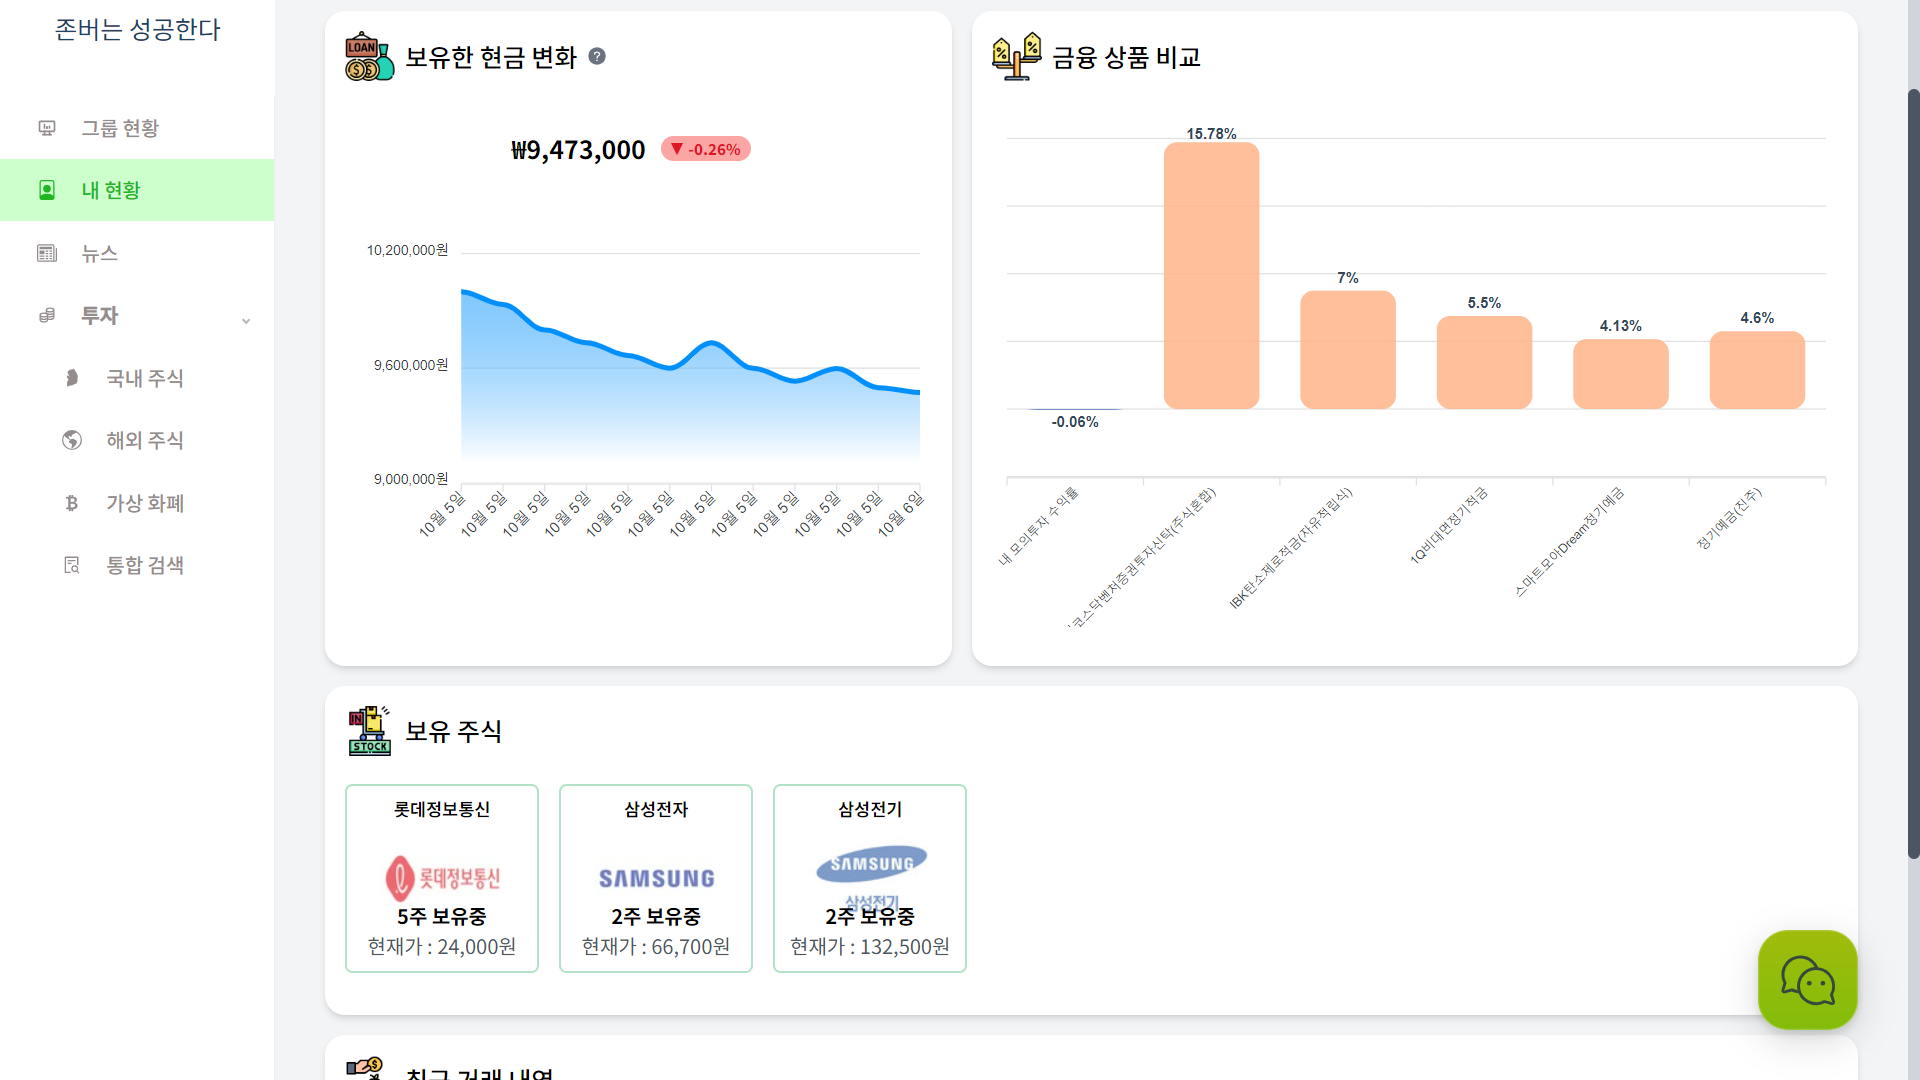 존버는 성공한다
그룹 현황
내 현황
뉴스
투자
국내 주식
해외 주식
가상 화폐
통합 검색
LOAN
보유한 현금 변화 ?
₩9,473,000 ▼ -0.26%
10,200,000원
9,600,000원
9,000,000원
10월 5일
10월 5일
10월 5일
10월 5일
10월 5일
10월 5일
10월 5일
10월 5일
10월 5일
10월 5일
10월 5일
10월 6일
금융 상품 비교
15.78%
7%
5.5%
4.13%
4.6%
-0.06%
내 모의투자 수익률
코스닥벤처증권투자신탁(주식혼합)
IBK탄소제로적금(자유적립식)
1Q비대면정기적금
스마트모아Dream정기예금
정기예금(진주)
IN
STOCK
보유 주식
롯데정보통신
롯데정보통신
5주 보유중
현재가 : 24,000원
삼성전자
SAMSUNG
2주 보유중
현재가 : 66,700원
삼성전기
SAMSUNG
삼성전기
2주 보유중
현재가 : 132,500원
최근 거래 내역